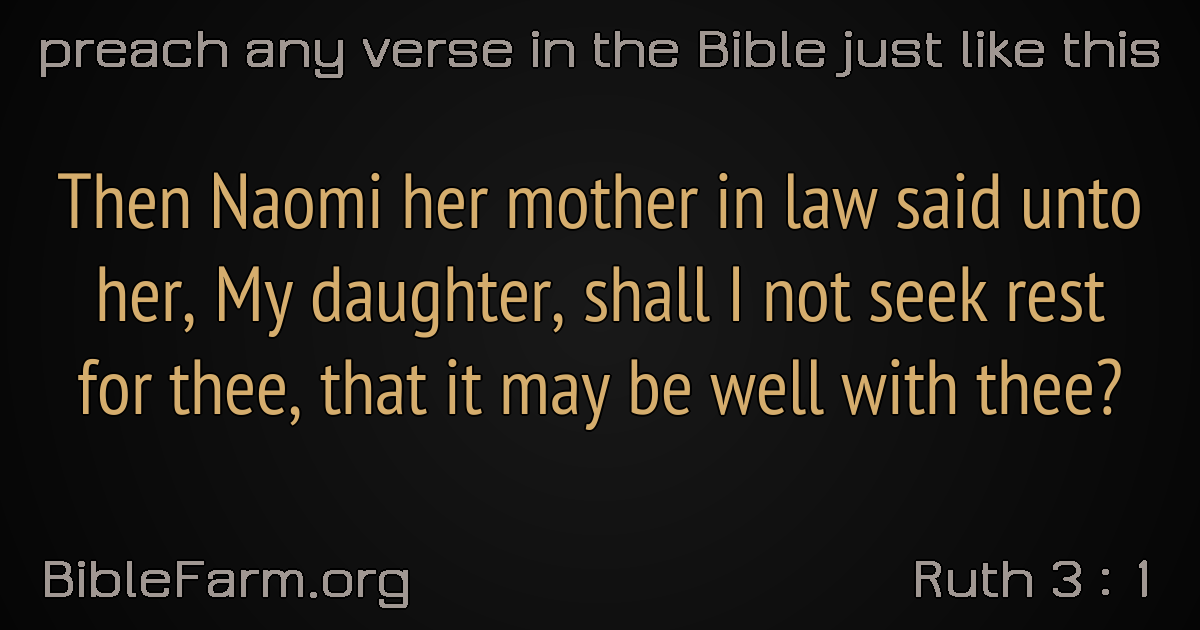 preach any verse in the Bible just like this
Then Naomi her mother in law said unto
her, My daughter, shall I not seek rest
for thee, that it may be well with thee?
BibleFarm.org
Ruth 3 : 1